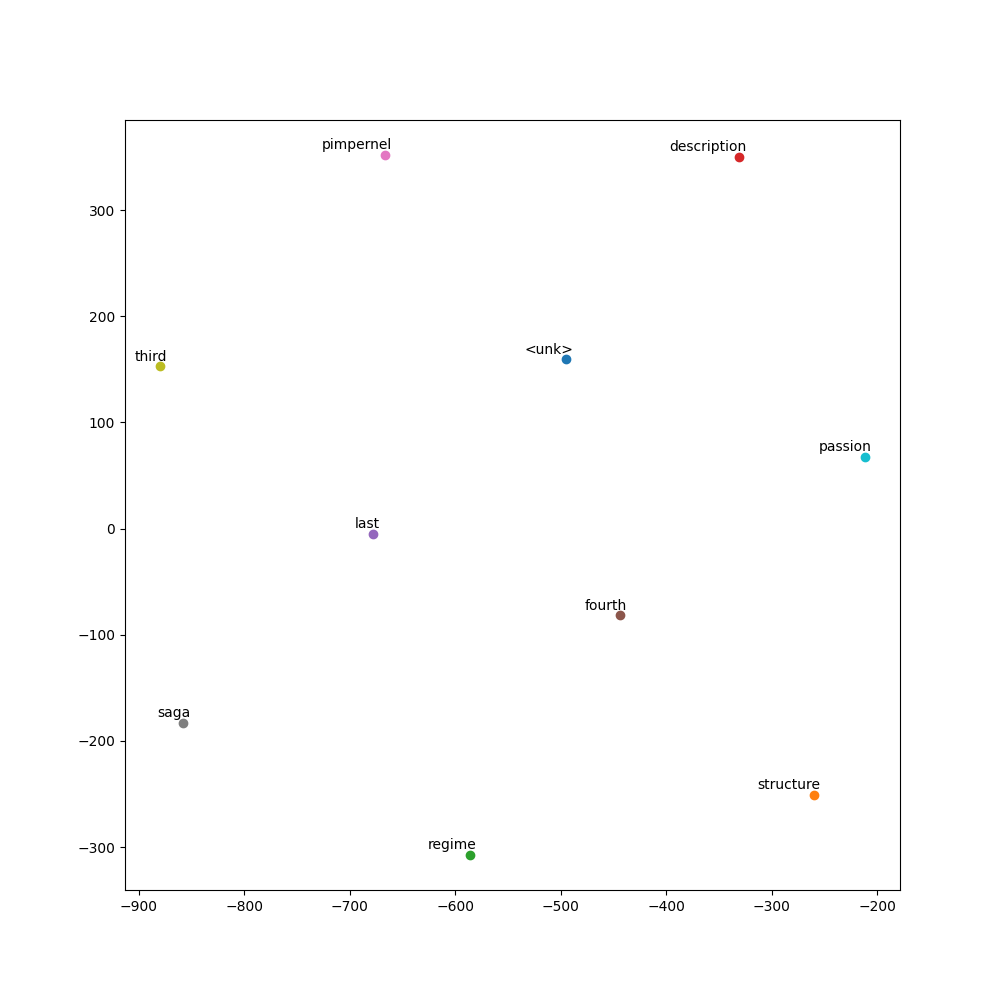 pimpernel
description
300
200
third
<unk>
100
passion
0
last
fourth
−100
saga
−200
structure
regime
−300
−900 −800 −700 −600 −500 −400 −300 −200